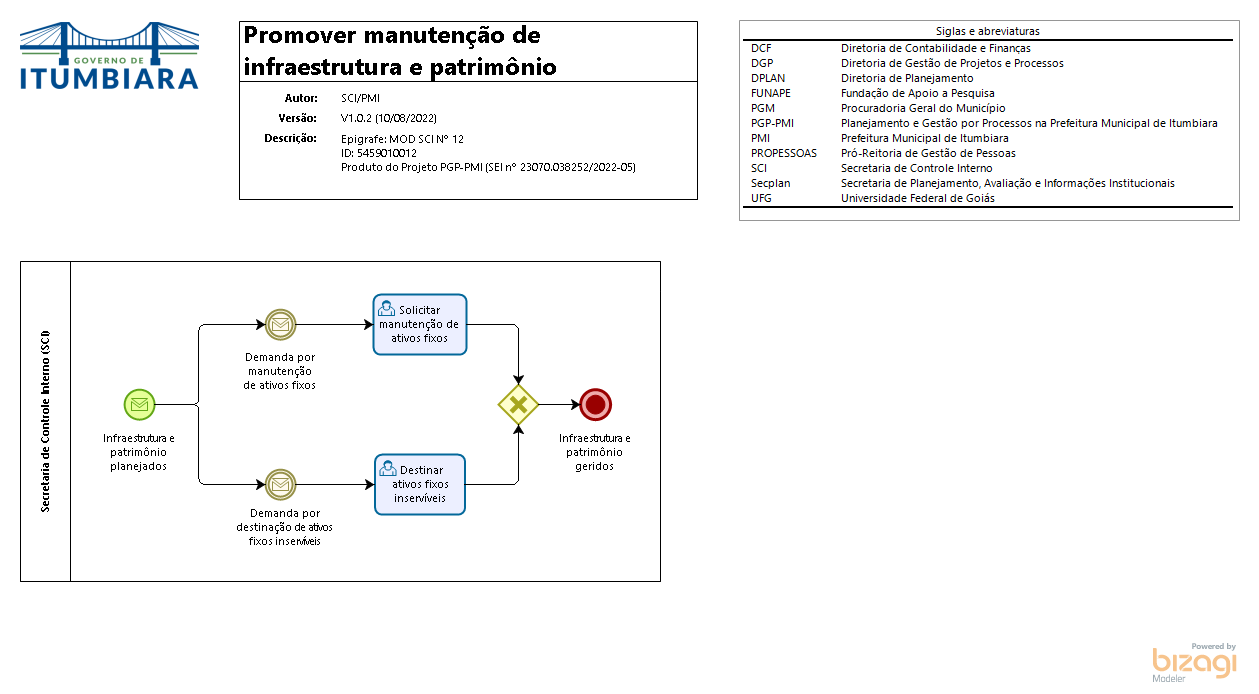 GOVERNO DE
ITUMBIARA
Promover manutenção de
infraestrutura e patrimônio
Autor: SCI/PMI
Versão: V1.0.2 (10/08/2022)
Descrição: Epigrafe: MOD SCI Nº 12
ID: 5459010012
Produto do Projeto PGP-PMI (SEI nº 23070.038252/2022-05)
Siglas e abreviaturas
DCF Diretoria de Contabilidade e Finanças
DGP Diretoria de Gestão de Projetos e Processos
DPLAN Diretoria de Planejamento
FUNAPE Fundação de Apoio a Pesquisa
PGM Procuradoria Geral do Município
PGP-PMI Planejamento e Gestão por Processos na Prefeitura Municipal de Itumbiara
PMI Prefeitura Municipal de Itumbiara
PROPESSOAS Pró-Reitoria de Gestão de Pessoas
SCI Secretaria de Controle Interno
Secplan Secretaria de Planejamento, Avaliação e Informações Institucionais
UFG Universidade Federal de Goiás
Secretaria de Controle Interno (SCI)
Infraestrutura e
patrimônio
planejados
Demanda por
manutenção
de ativos fixos
Solicitar
manutenção de
ativos fixos
Demanda por
destinação de ativos
fixos inservíveis
Destinar
ativos fixos
inservíveis
Infraestrutura e
patrimônio
geridos
Powered by
bizagi
Modeler